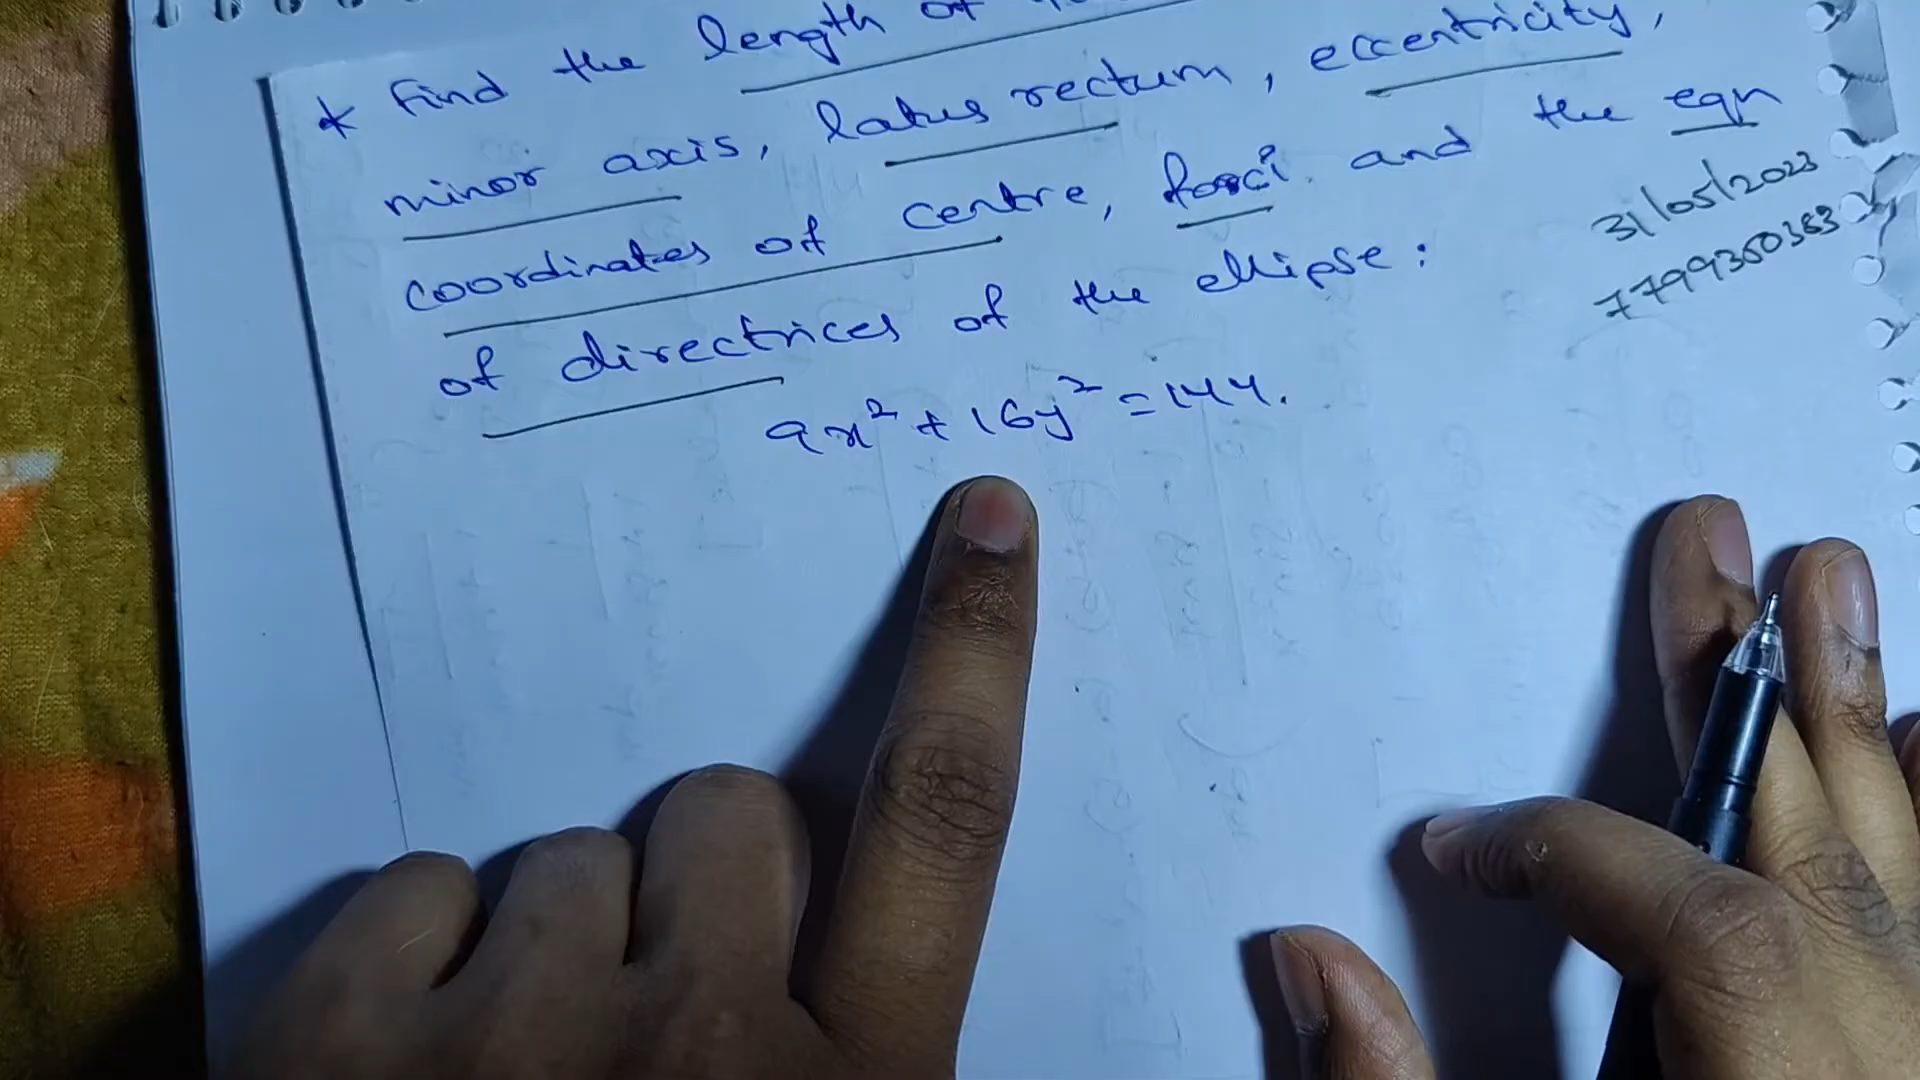 * Find the length of
minor axis, latus rectum, eccentricity,
coordinates of centre, foci. and the eqn
of directrices of the ellipse:
9x² + 16y² = 144.
31/05/2023
7799360383